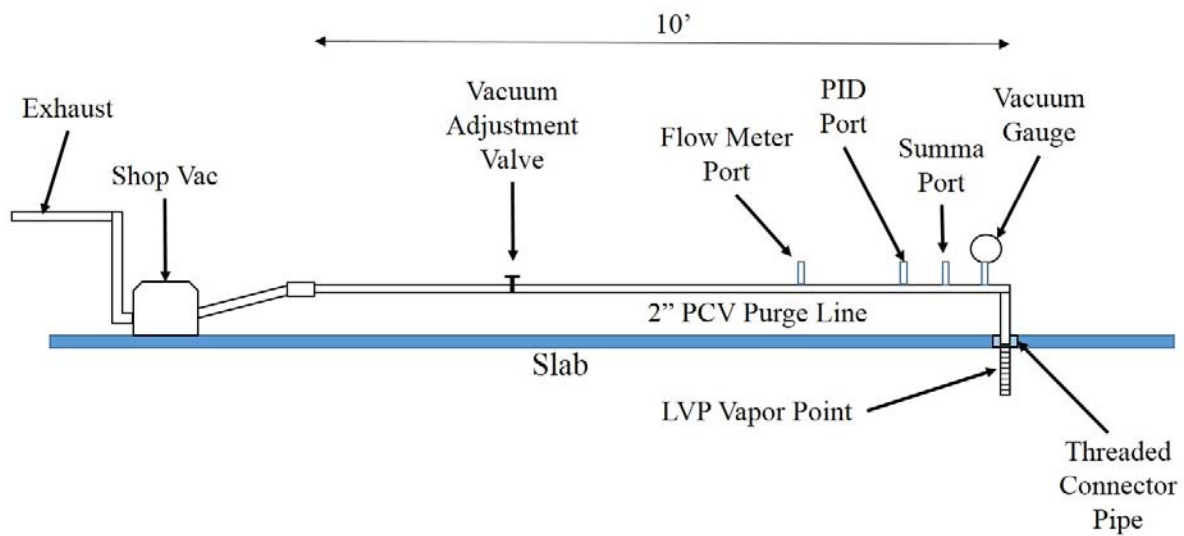 10’
Exhaust
Shop Vac
Vacuum
Adjustment
Valve
Flow Meter
Port
PID
Port
Summa
Port
Vacuum
Gauge
2” PCV Purge Line
Slab
LVP Vapor Point
Threaded
Connector
Pipe